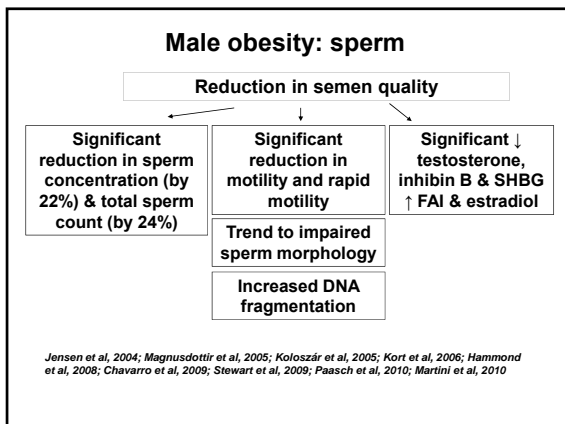 Male obesity: sperm
Reduction in semen quality
Significant
reduction in sperm
concentration (by
22%) & total sperm
count (by 24%)
Significant
reduction in
motility and rapid
motility
Trend to impaired
sperm morphology
Increased DNA
fragmentation
Significant ↓
testosterone,
inhibin B & SHBG
↑ FAI & estradiol
Jensen et al, 2004; Magnusdottir et al, 2005; Koloszár et al, 2005; Kort et al, 2006; Hammond
et al, 2008; Chavarro et al, 2009; Stewart et al, 2009; Paasch et al, 2010; Martini et al, 2010